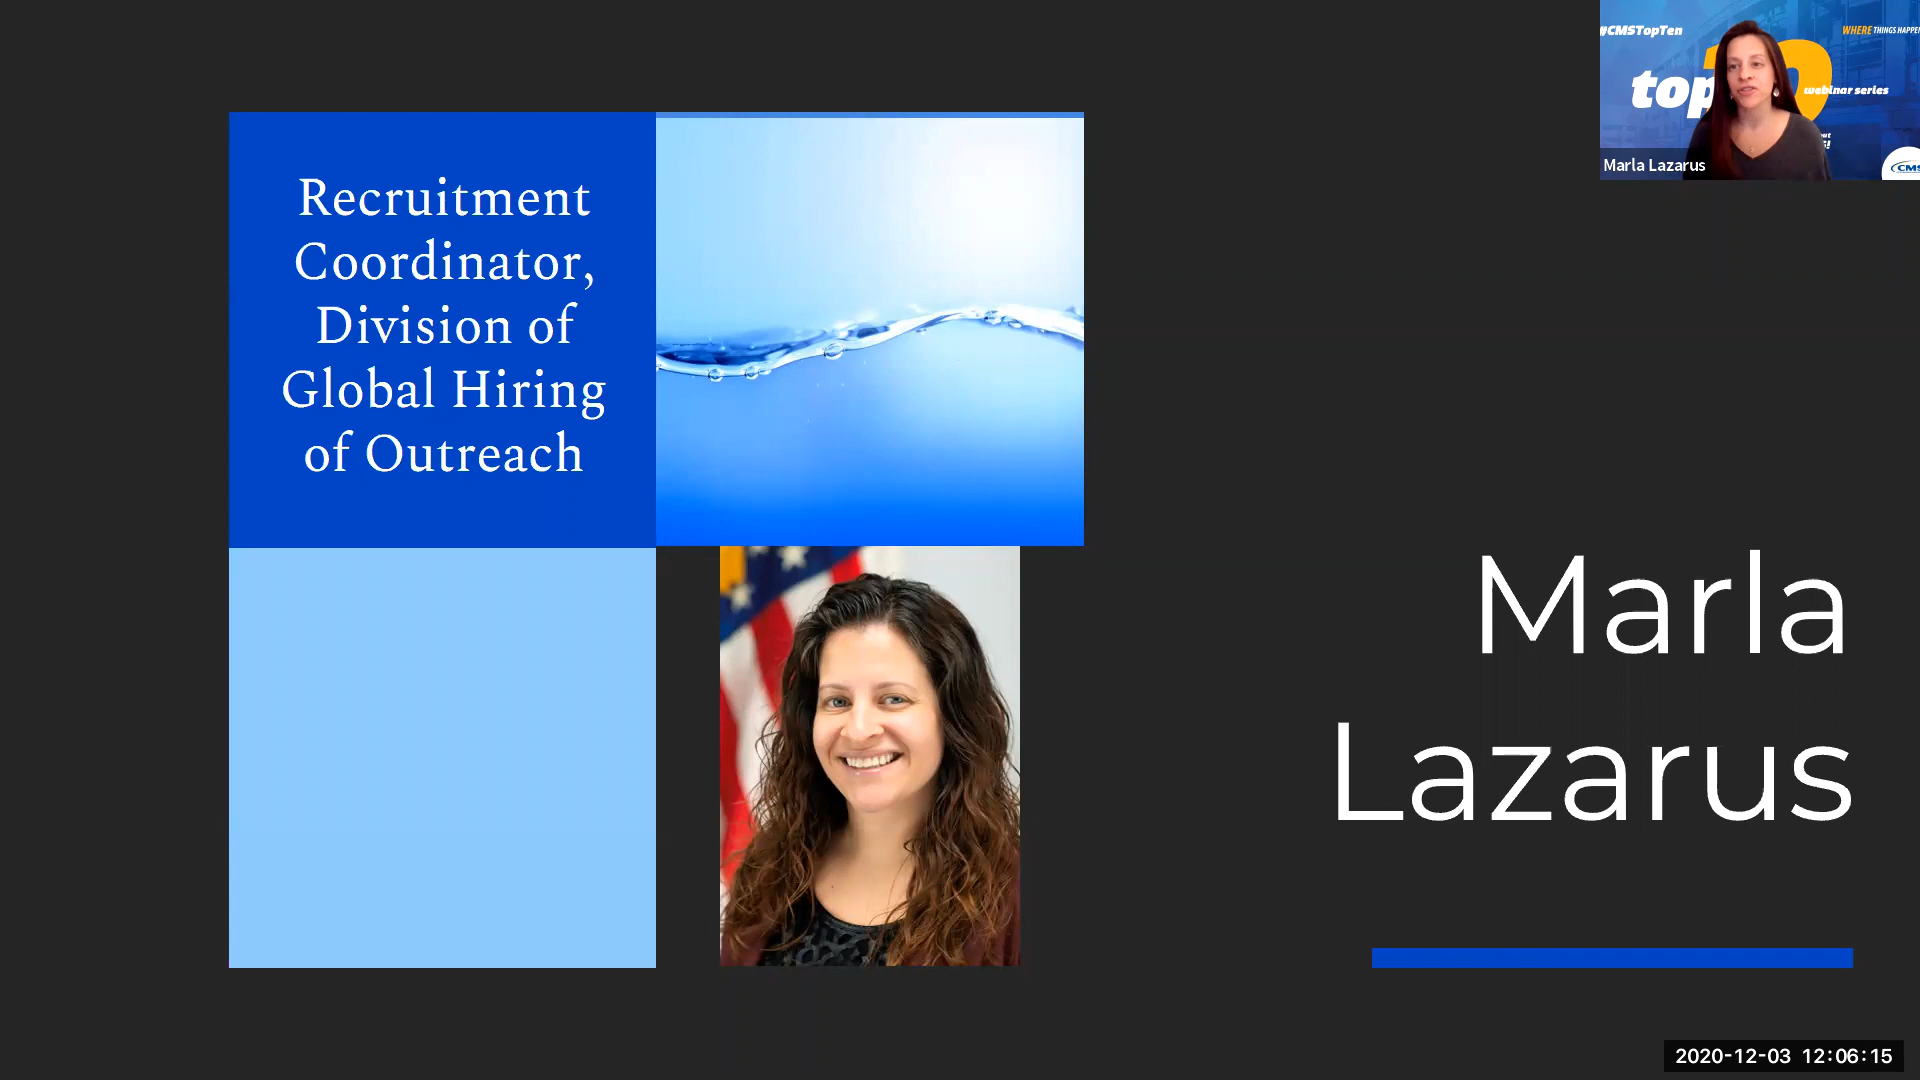 Recruitment
Coordinator,
Division of
Global Hiring
of Outreach
Marla
Lazarus
#CMSTopTen
WHERE THINGS HAPPEN
top
webinar series
Marla Lazarus
CMS
2020-12-03 12:06:15